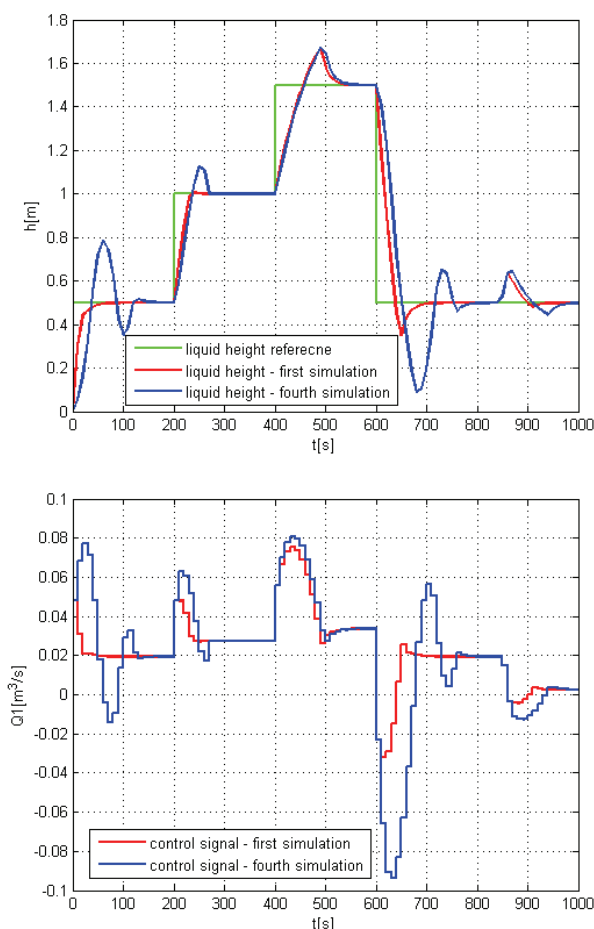 1.8
1.6
1.4
1.2
1
0.8
0.6
0.4
0.2
0
h[m]
liquid height referecne
liquid height - first simulation
liquid height - fourth simulation
0 100 200 300 400 500 600 700 800 900 1000
t[s]
0.1
0.08
0.06
0.04
0.02
0
-0.02
-0.04
-0.06
-0.08
-0.1
Q1[m³/s]
control signal - first simulation
control signal - fourth simulation
0 100 200 300 400 500 600 700 800 900 1000
t[s]